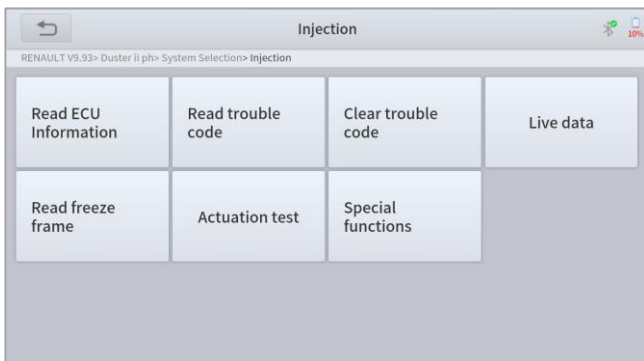 Injection
10%
RENAULT V9.93> Duster ii ph> System Selection> Injection
Read ECU
Information
Read trouble
code
Clear trouble
code
Live data
Read freeze
frame
Actuation test
Special
functions